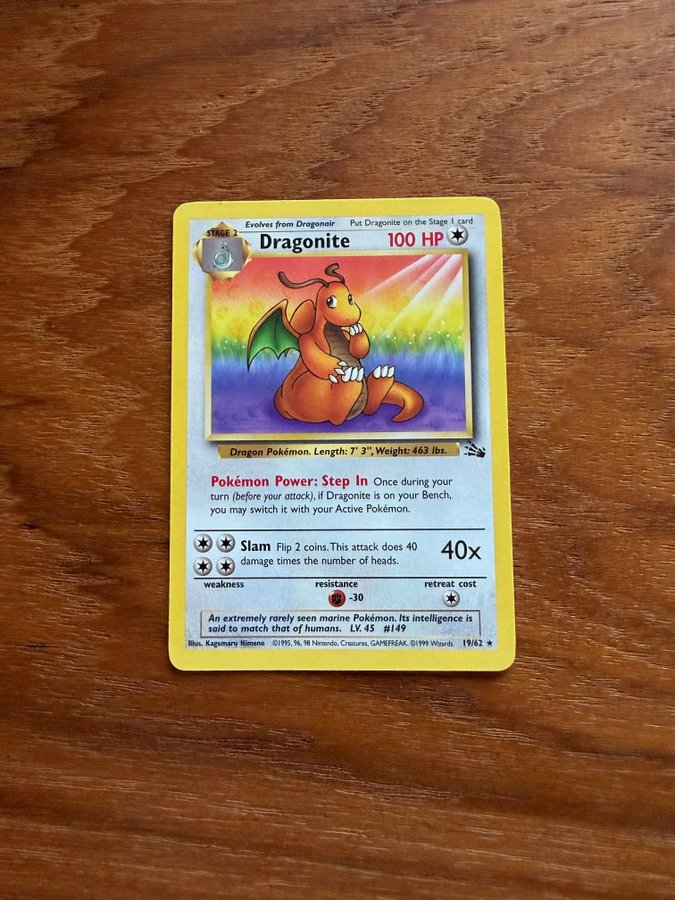 Evolves from Dragonair Put Dragonite on the Stage 1 card
STAGE 2
Dragonite 100 HP
Dragon Pokémon. Length: 7' 3", Weight: 463 lbs.
Pokémon Power: Step In Once during your
turn (before your attack), if Dragonite is on your Bench,
you may switch it with your Active Pokémon.
Slam Flip 2 coins. This attack does 40
damage times the number of heads.
40x
weakness resistance retreat cost
-30
An extremely rarely seen marine Pokémon. Its intelligence is
said to match that of humans. LV. 45 #149
Illus. Kagemaru Himeno ©1995, 96, 98 Nintendo, Creatures, GAMEFREAK. ©1999 Wizards. 19/62 ★